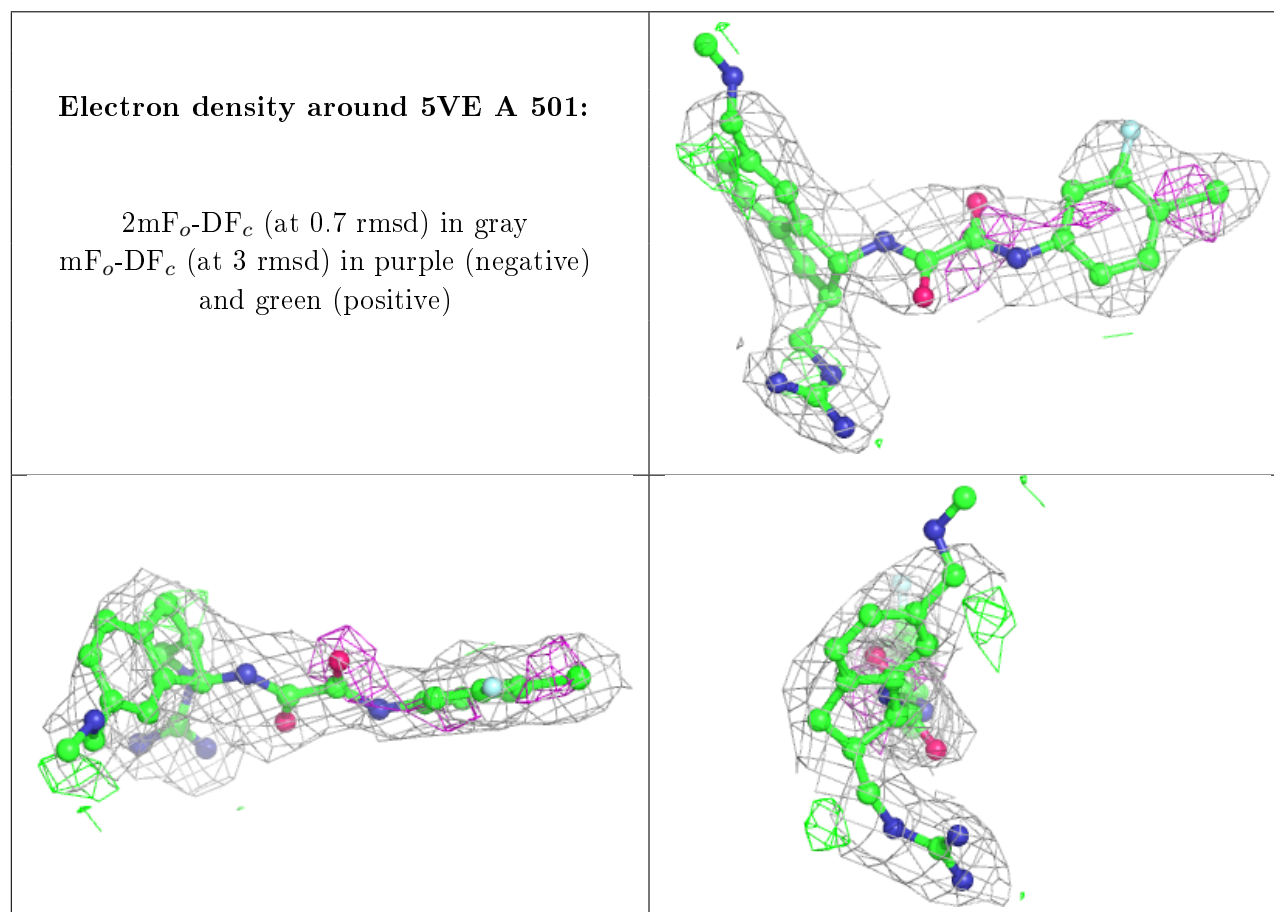 Electron density around 5VE A 501:
2mFo-DFc (at 0.7 rmsd) in gray
mFo-DFc (at 3 rmsd) in purple (negative)
and green (positive)